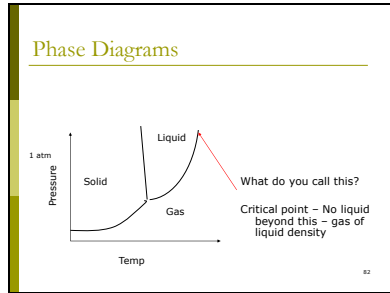 Phase Diagrams
Liquid
1 atm
Pressure
Solid
What do you call this?
Gas
Critical point – No liquid
beyond this – gas of
liquid density
Temp
82